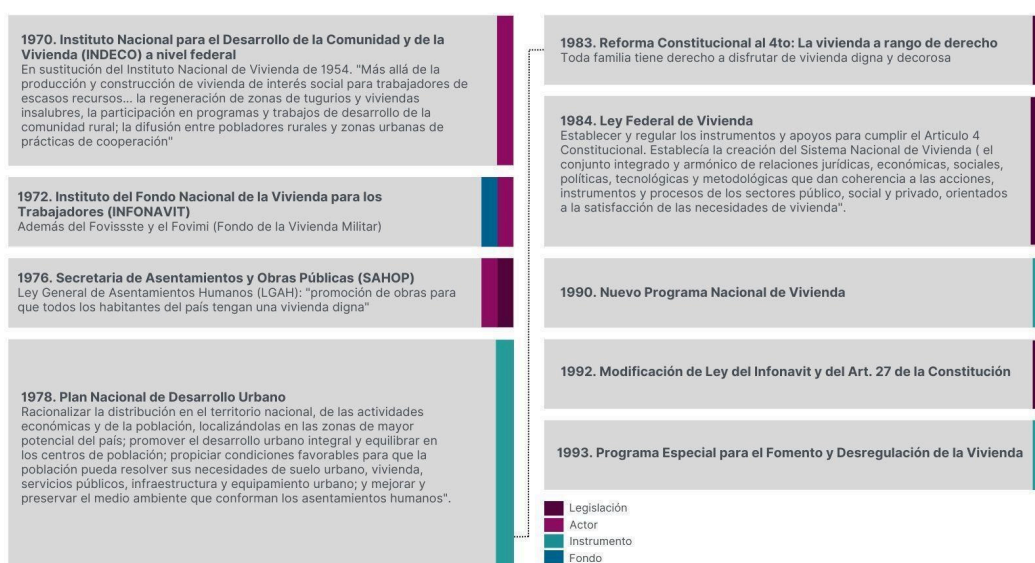 1970. Instituto Nacional para el Desarrollo de la Comunidad y de la
Vivienda (INDECO) a nivel federal
En sustitución del Instituto Nacional de Vivienda de 1954. "Más allá de la
producción y construcción de vivienda de interés social para trabajadores de
escasos recursos... la regeneración de zonas de tugurios y viviendas
insalubres, la participación en programas y trabajos de desarrollo de la
comunidad rural; la difusión entre pobladores rurales y zonas urbanas de
prácticas de cooperación"
1972. Instituto del Fondo Nacional de la Vivienda para los
Trabajadores (INFONAVIT)
Además del Fovissste y el Fovimi (Fondo de la Vivienda Militar)
1976. Secretaria de Asentamientos y Obras Públicas (SAHOP)
Ley General de Asentamientos Humanos (LGAH): "promoción de obras para
que todos los habitantes del país tengan una vivienda digna"
1978. Plan Nacional de Desarrollo Urbano
Racionalizar la distribución en el territorio nacional, de las actividades
económicas y de la población, localizándolas en las zonas de mayor
potencial del país; promover el desarrollo urbano integral y equilibrar en
los centros de población; propiciar condiciones favorables para que la
población pueda resolver sus necesidades de suelo urbano, vivienda,
servicios públicos, infraestructura y equipamiento urbano; y mejorar y
preservar el medio ambiente que conforman los asentamientos humanos".
1983. Reforma Constitucional al 4to: La vivienda a rango de derecho
Toda familia tiene derecho a disfrutar de vivienda digna y decorosa
1984. Ley Federal de Vivienda
Establecer y regular los instrumentos y apoyos para cumplir el Articulo 4
Constitucional. Establecía la creación del Sistema Nacional de Vivienda ( el
conjunto integrado y armónico de relaciones jurídicas, económicas, sociales,
políticas, tecnológicas y metodológicas que dan coherencia a las acciones,
instrumentos y procesos de los sectores público, social y privado, orientados
a la satisfacción de las necesidades de vivienda".
1990. Nuevo Programa Nacional de Vivienda
1992. Modificación de Ley del Infonavit y del Art. 27 de la Constitución
1993. Programa Especial para el Fomento y Desregulación de la Vivienda
Legislación
Actor
Instrumento
Fondo